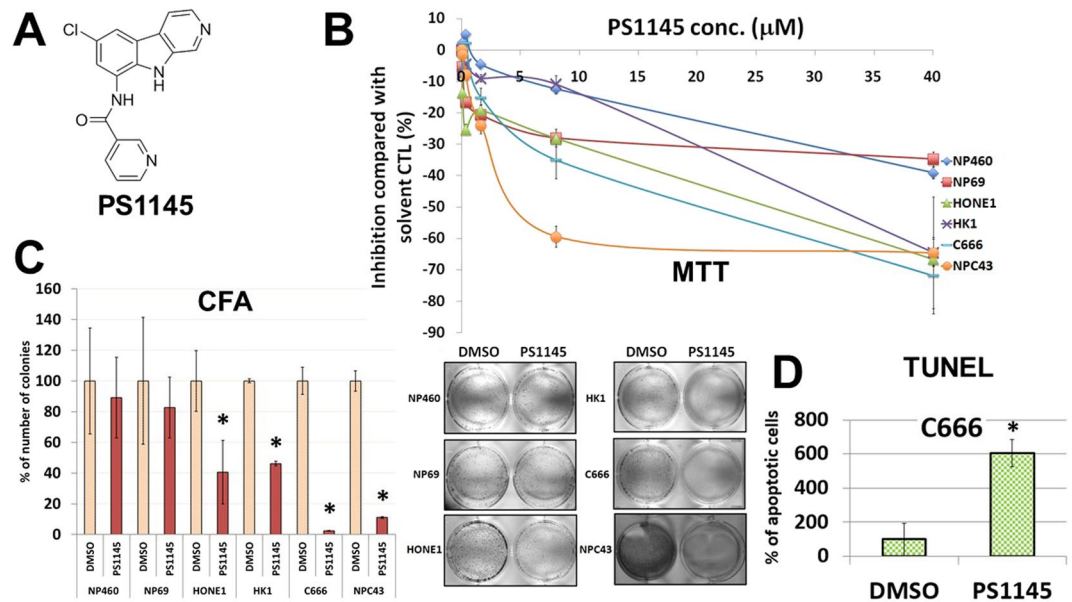 A
Cl
N
N
H
NH
O
N
PS1145
B
PS1145 conc. (μM)
Inhibition compared with
solvent CTL (%)
10
0
-10
-20
-30
-40
-50
-60
-70
-80
-90
0 5 10 15 20 25 30 35 40
NP460
NP69
HONE1
HK1
C666
NPC43
MTT
C
CFA
% of number of colonies
160
140
120
100
80
60
40
20
0
* * * *
DMSO PS1145 DMSO PS1145 DMSO PS1145 DMSO PS1145 DMSO PS1145 DMSO PS1145
NP460 NP69 HONE1 HK1 C666 NPC43
DMSO PS1145 DMSO PS1145
NP460 HK1
NP69 C666
HONE1 NPC43
D
TUNEL
C666
*
% of apoptotic cells
800
600
400
200
0
DMSO PS1145